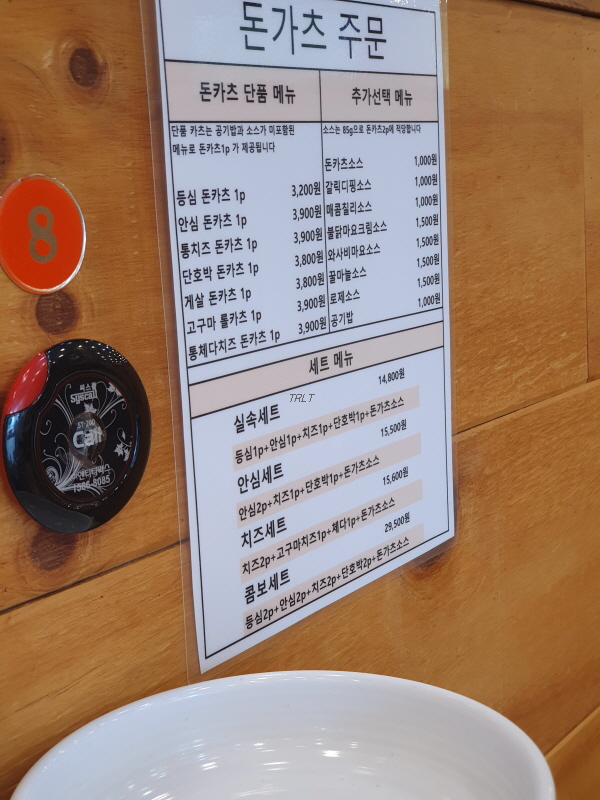 돈가츠 주문
돈카츠 단품 메뉴
추가선택 메뉴
단품 카츠는 공기밥과 소스가 미포함된
메뉴로 돈카츠1p 가 제공됩니다
소스는 85g으로 돈카츠2p에 적당합니다
등심 돈카츠 1p 3,200원
안심 돈카츠 1p 3,900원
통치즈 돈카츠 1p 3,900원
단호박 돈카츠 1p 3,800원
게살 돈카츠 1p 3,800원
고구마 롤카츠 1p 3,900원
통체다치즈 돈카츠 1p 3,900원
돈카츠소스 1,000원
갈릭디핑소스 1,000원
매콤칠리소스 1,000원
불닭마요크림소스 1,500원
와사비마요소스 1,500원
꿀마늘소스 1,500원
로제소스 1,500원
공기밥 1,000원
세트 메뉴
실속세트 14,800원
등심1p+안심1p+치즈1p+단호박1p+돈카츠소스
안심세트 15,500원
안심2p+치즈1p+단호박1p+돈카츠소스
치즈세트 15,600원
치즈2p+고구마치즈1p+체다1p+돈카츠소스
콤보세트 29,500원
등심2p+안심2p+치즈2p+단호박2p+돈카츠소스
TRLT
8
씨스콜
Syscall
ST-200
Call
1566-8085